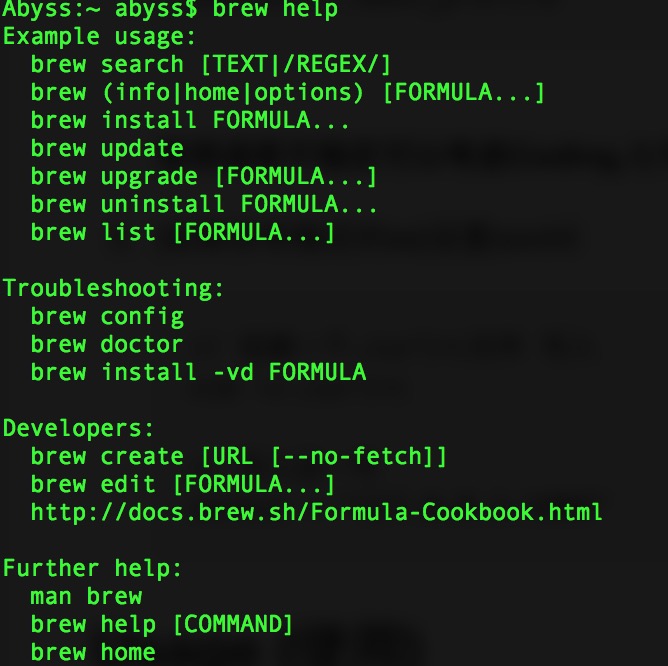 Abyss:~ abyss$ brew help
Example usage:
  brew search [TEXT|/REGEX/]
  brew (info|home|options) [FORMULA...]
  brew install FORMULA...
  brew update
  brew upgrade [FORMULA...]
  brew uninstall FORMULA...
  brew list [FORMULA...]

Troubleshooting:
  brew config
  brew doctor
  brew install -vd FORMULA

Developers:
  brew create [URL [--no-fetch]]
  brew edit [FORMULA...]
  http://docs.brew.sh/Formula-Cookbook.html

Further help:
  man brew
  brew help [COMMAND]
  brew home